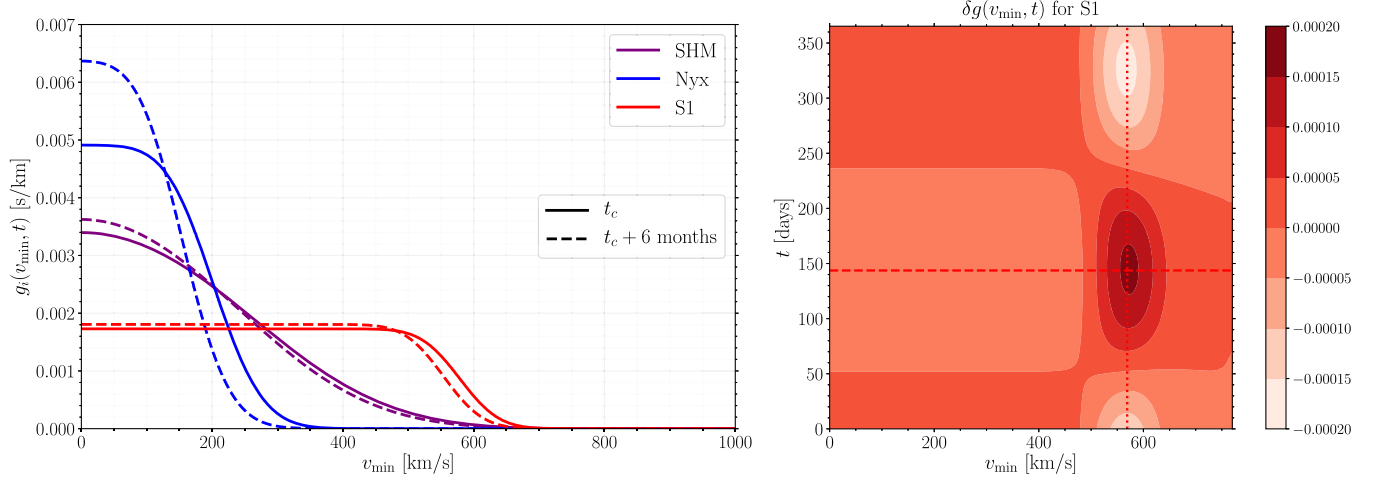 0.007
0.006
0.005
0.004
0.003
0.002
0.001
0.000
g_i(v_min, t) [s/km]
0 200 400 600 800 1000
v_min [km/s]
SHM
Nyx
S1
t_c
t_c + 6 months
δg(v_min, t) for S1
350
300
250
200
150
100
50
0
t [days]
0 200 400 600
v_min [km/s]
0.00020
0.00015
0.00010
0.00005
0.00000
−0.00005
−0.00010
−0.00015
−0.00020